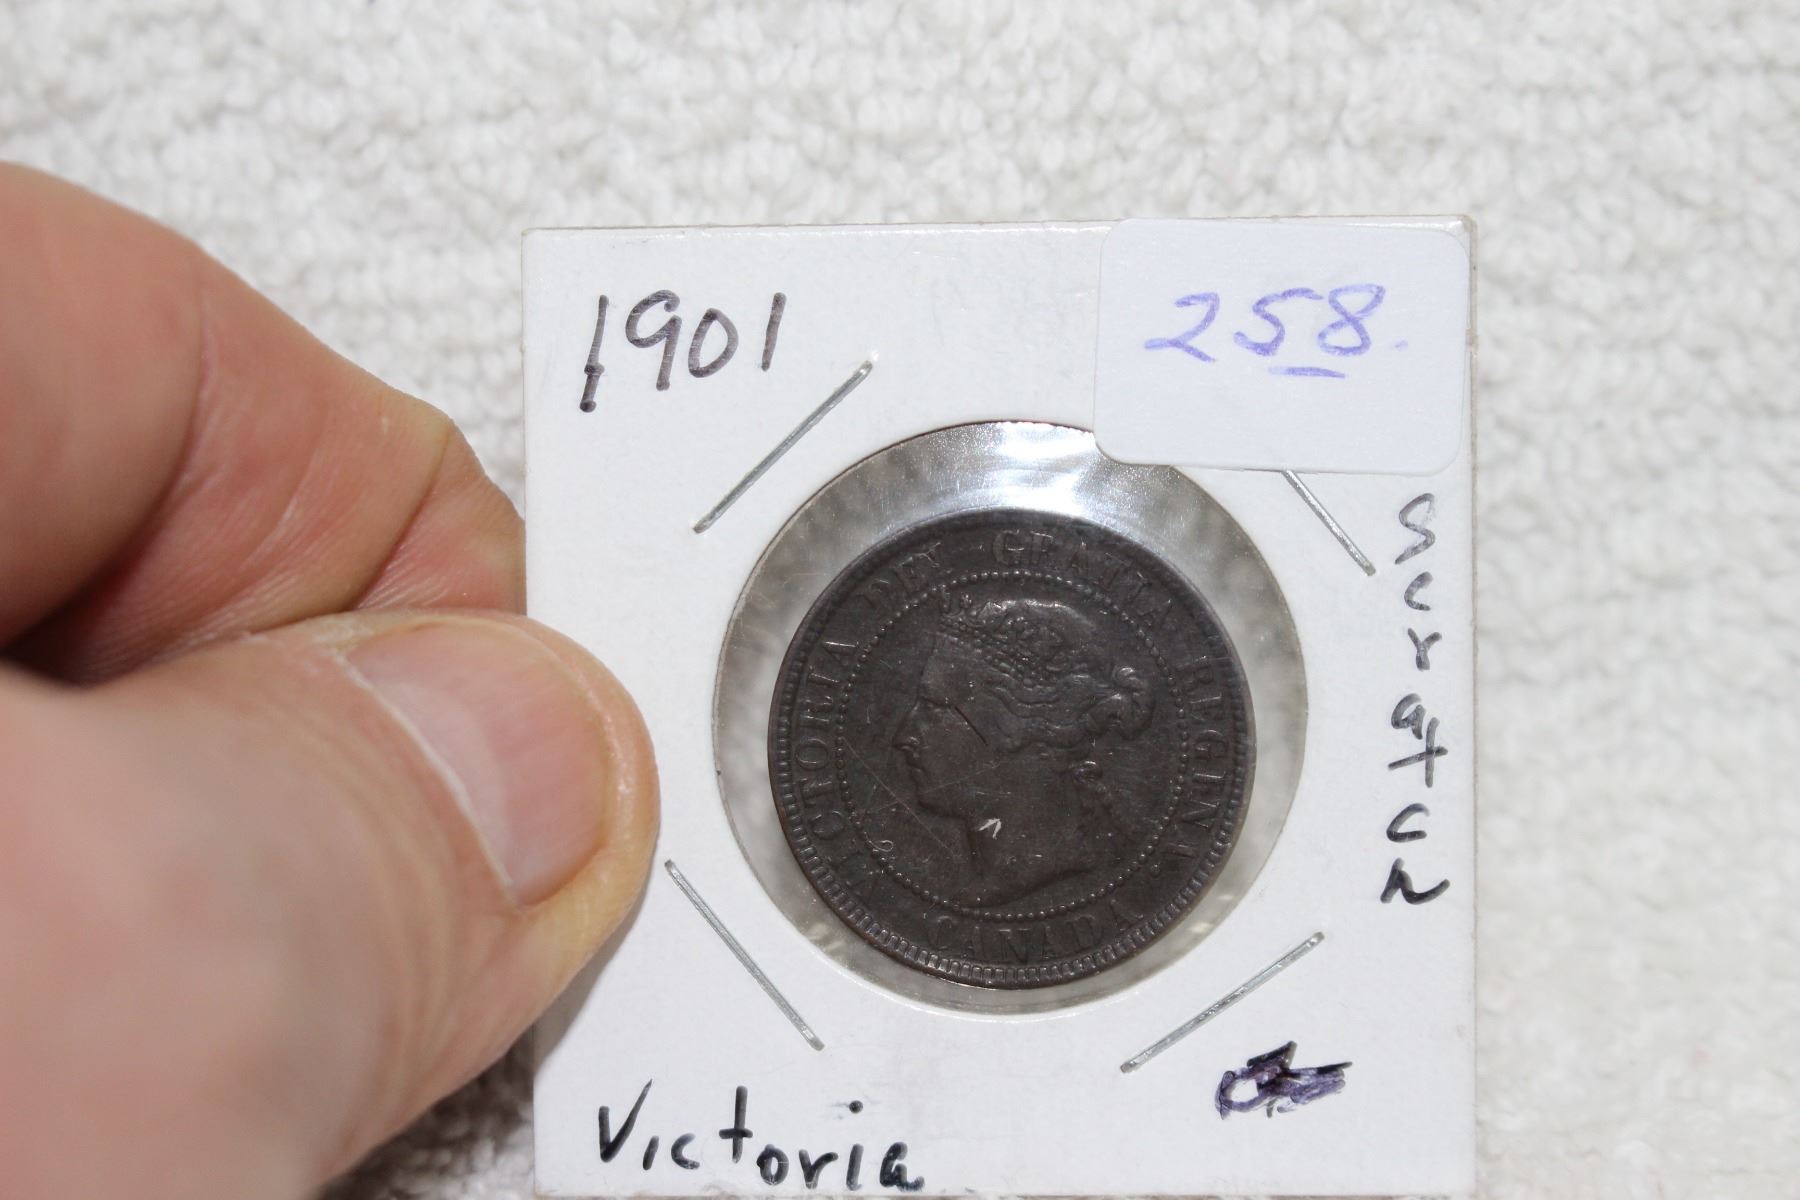 1901
258.
Scratch
VICTORIA DEI GRATIA REGINA
CANADA
Victoria